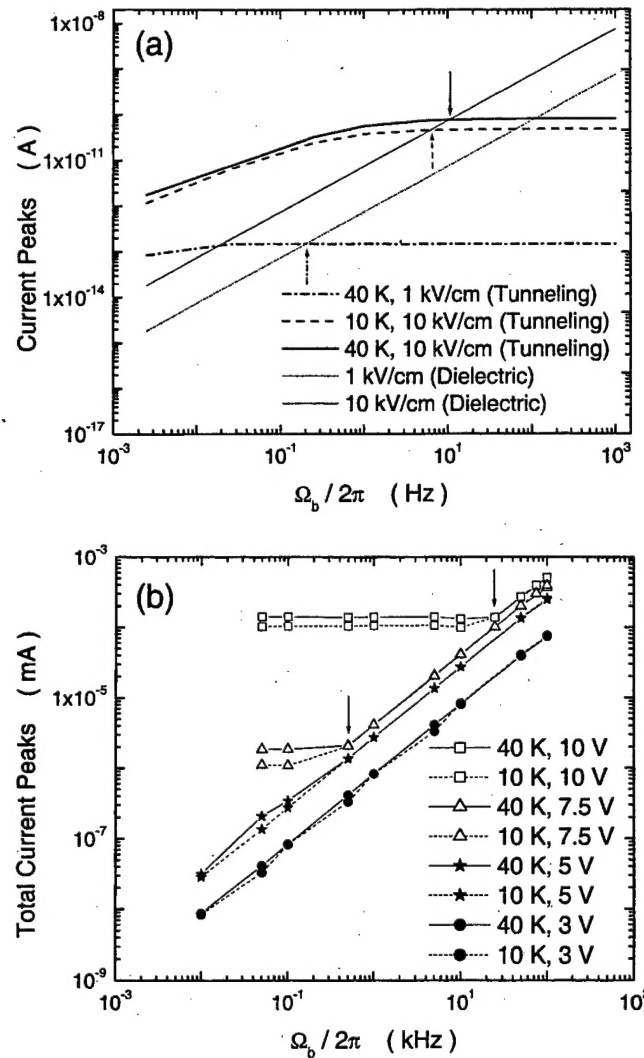 (a)
1x10⁻⁸
1x10⁻¹¹
1x10⁻¹⁴
10⁻¹⁷
Current Peaks ( A )
40 K, 1 kV/cm (Tunneling)
10 K, 10 kV/cm (Tunneling)
40 K, 10 kV/cm (Tunneling)
1 kV/cm (Dielectric)
10 kV/cm (Dielectric)
10⁻³ 10⁻¹ 10¹ 10³
Ω_b / 2π ( Hz )
(b)
10⁻³
1x10⁻⁵
10⁻⁷
10⁻⁹
Total Current Peaks ( mA )
40 K, 10 V
10 K, 10 V
40 K, 7.5 V
10 K, 7.5 V
40 K, 5 V
10 K, 5 V
40 K, 3 V
10 K, 3 V
10⁻³ 10⁻¹ 10¹ 10³
Ω_b / 2π ( kHz )